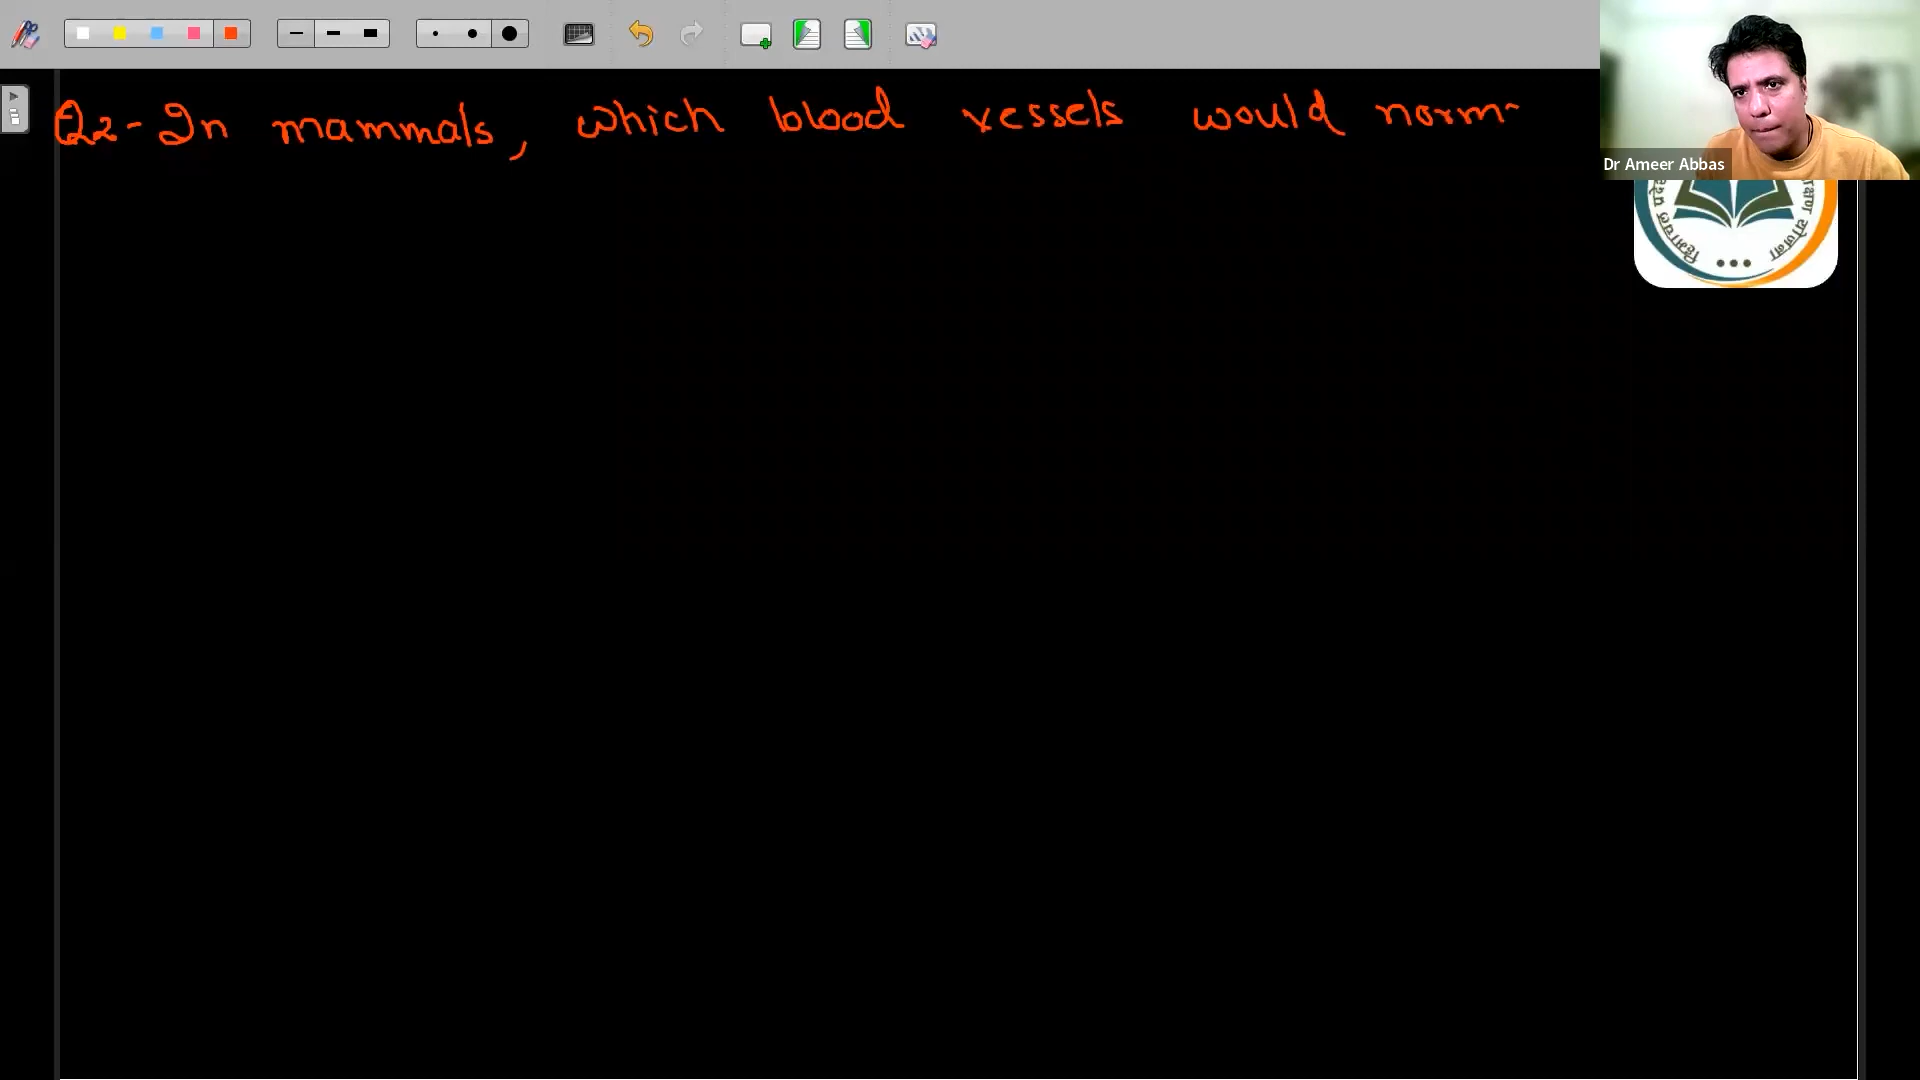 Q2- In mammals, which blood vessels would norm-
Dr Ameer Abbas